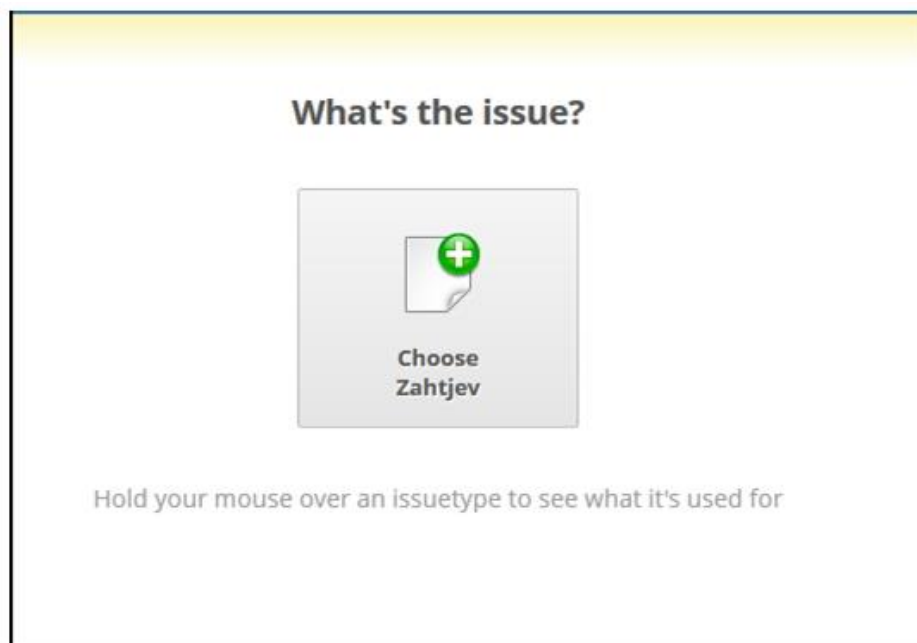 What's the issue?
Choose
Zahtjev
Hold your mouse over an issuetype to see what it's used for